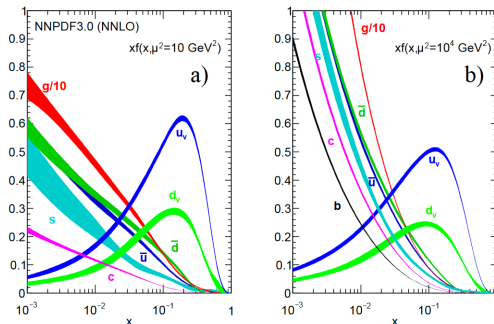 NNPDF3.0 (NNLO)
xf(x,μ²=10 GeV²)
a)
g/10
s
c
ū
d̄
u_v
d_v
1
0.9
0.8
0.7
0.6
0.5
0.4
0.3
0.2
0.1
0
10⁻³
10⁻²
10⁻¹
1
x
g/10
xf(x,μ²=10⁴ GeV²)
b)
s
d̄
c
ū
u_v
b
d_v
1
0.9
0.8
0.7
0.6
0.5
0.4
0.3
0.2
0.1
0
10⁻³
10⁻²
10⁻¹
1
x